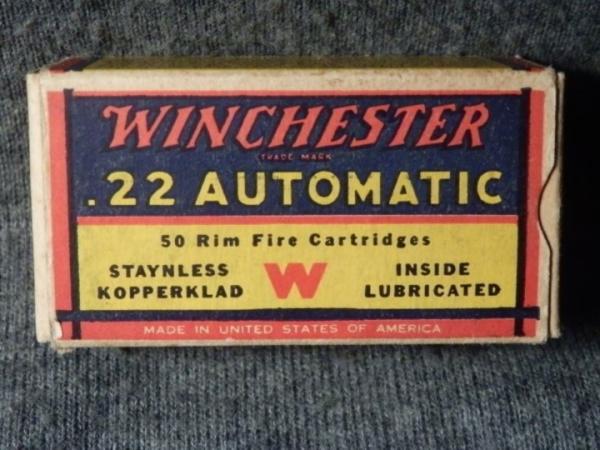 WINCHESTER
TRADE MARK
.22 AUTOMATIC
50 Rim Fire Cartridges
STAYNLESS
KOPPERKLAD
W
INSIDE
LUBRICATED
MADE IN UNITED STATES OF AMERICA